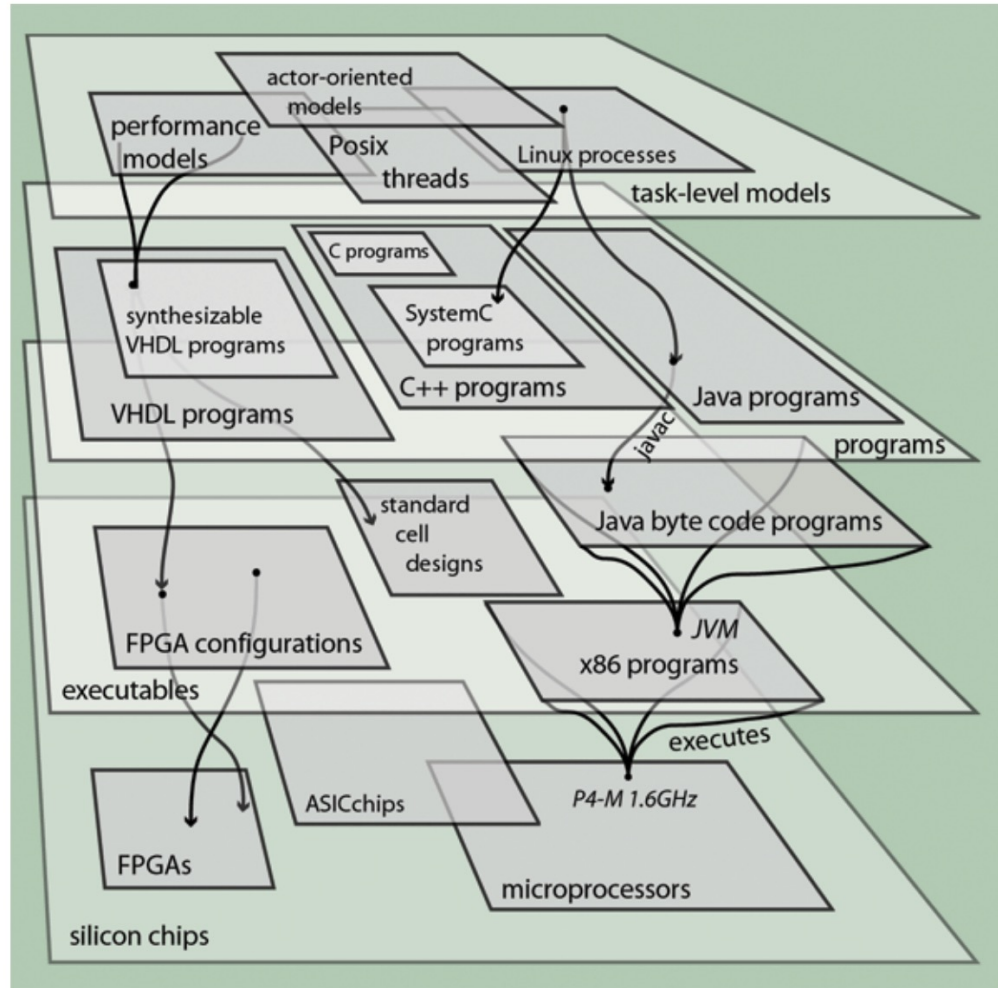 actor-oriented
models
performance
models
Posix
threads
Linux processes
task-level models
C programs
synthesizable
VHDL programs
SystemC
programs
C++ programs
VHDL programs
Java programs
programs
javac
standard
cell
designs
Java byte code programs
FPGA configurations
JVM
x86 programs
executables
executes
ASICchips
P4-M 1.6GHz
FPGAs
microprocessors
silicon chips